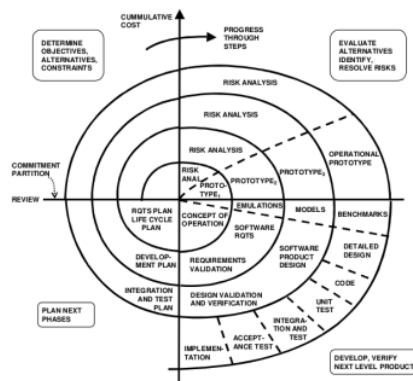 CUMMULATIVE
COST
PROGRESS
THROUGH
STEPS
DETERMINE
OBJECTIVES,
ALTERNATIVES,
CONSTRAINTS
EVALUATE
ALTERNATIVES
IDENTIFY,
RESOLVE RISKS
RISK ANALYSIS
RISK ANALYSIS
RISK ANALYSIS
RISK
ANAL.
PROTO-
TYPE₁
PROTOTYPE₂
PROTOTYPE₃
OPERATIONAL
PROTOTYPE
COMMITMENT
PARTITION
REVIEW
RQTS PLAN
LIFE CYCLE
PLAN
CONCEPT OF
OPERATION
EMULATIONS
MODELS
BENCHMARKS
SOFTWARE
RQTS
SOFTWARE
PRODUCT
DESIGN
DETAILED
DESIGN
DEVELOP-
MENT PLAN
REQUIREMENTS
VALIDATION
CODE
INTEGRATION
AND TEST
PLAN
DESIGN VALIDATION
AND VERIFICATION
UNIT
TEST
INTEGRA-
TION AND
TEST
ACCEPT-
ANCE TEST
IMPLEMEN-
TATION
PLAN NEXT
PHASES
DEVELOP, VERIFY
NEXT LEVEL PRODUCT